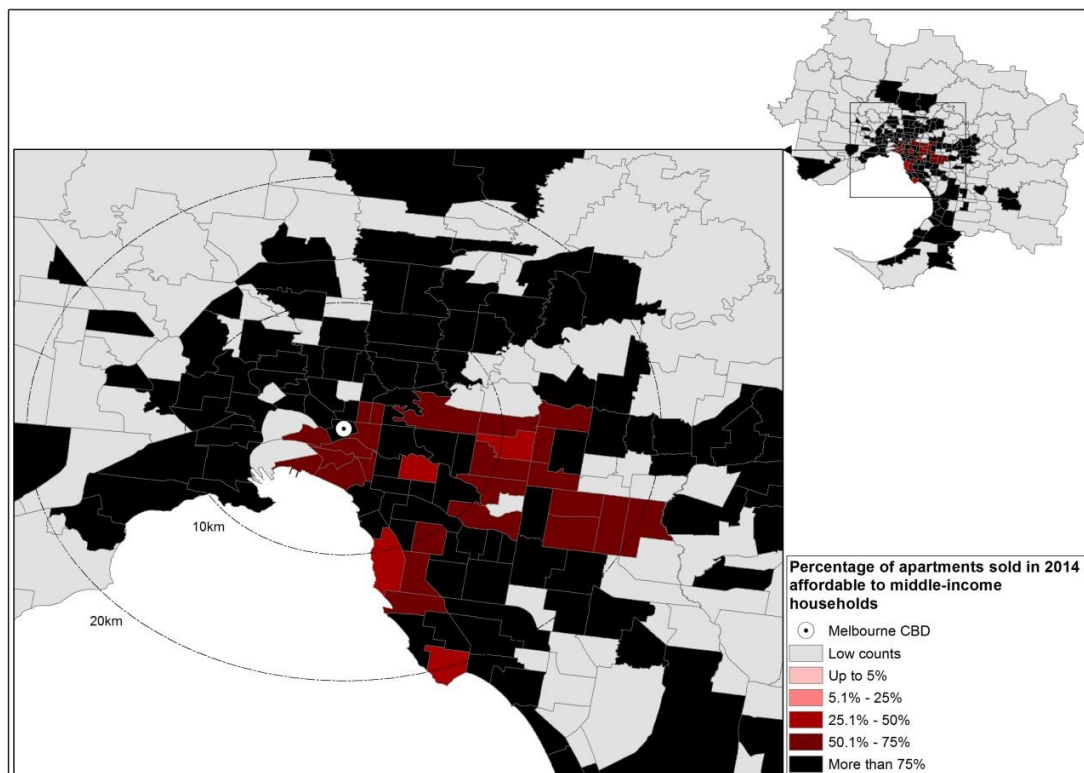 10km
20km
Percentage of apartments sold in 2014
affordable to middle-income
households
Melbourne CBD
Low counts
Up to 5%
5.1% - 25%
25.1% - 50%
50.1% - 75%
More than 75%